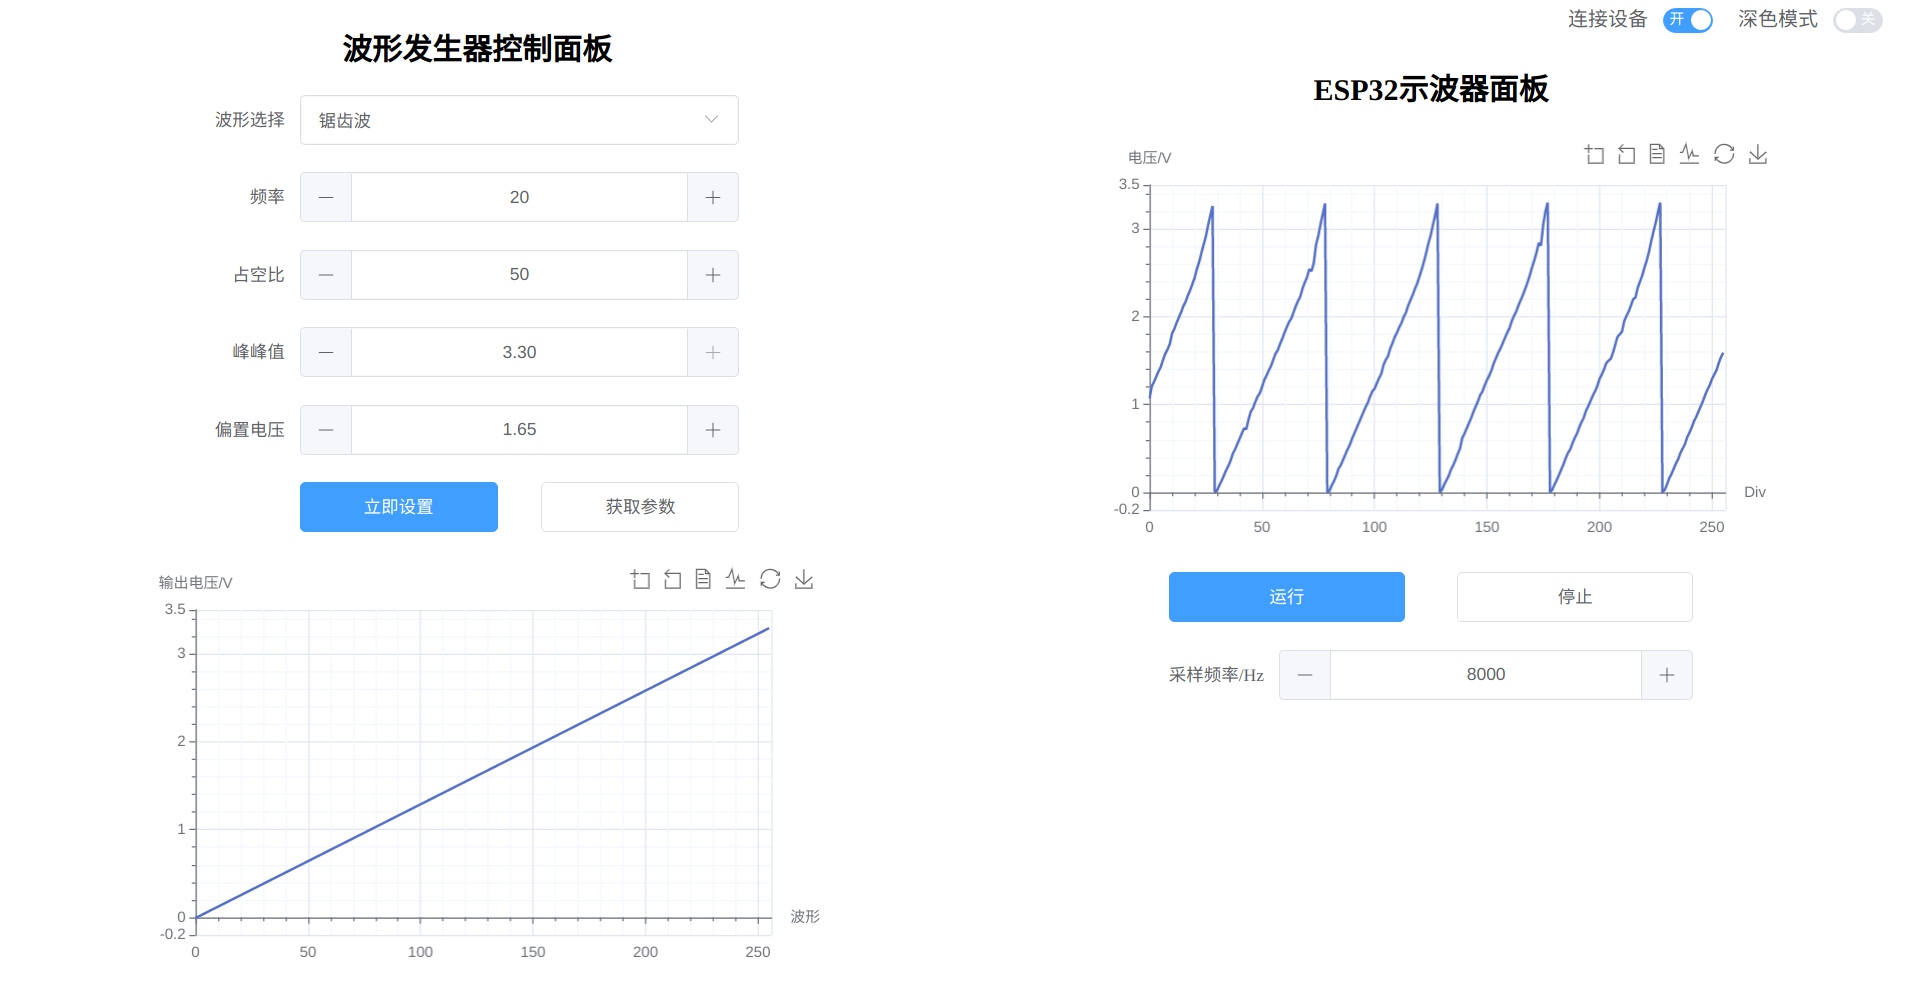 连接设备 开 深色模式 关
波形发生器控制面板
波形选择 锯齿波
频率 20
占空比 50
峰峰值 3.30
偏置电压 1.65
立即设置 获取参数
输出电压/V
3.5
3
2
1
0
-0.2
0 50 100 150 200 250
波形
ESP32示波器面板
电压/V
3.5
3
2
1
0
-0.2
0 50 100 150 200 250
Div
运行 停止
采样频率/Hz 8000